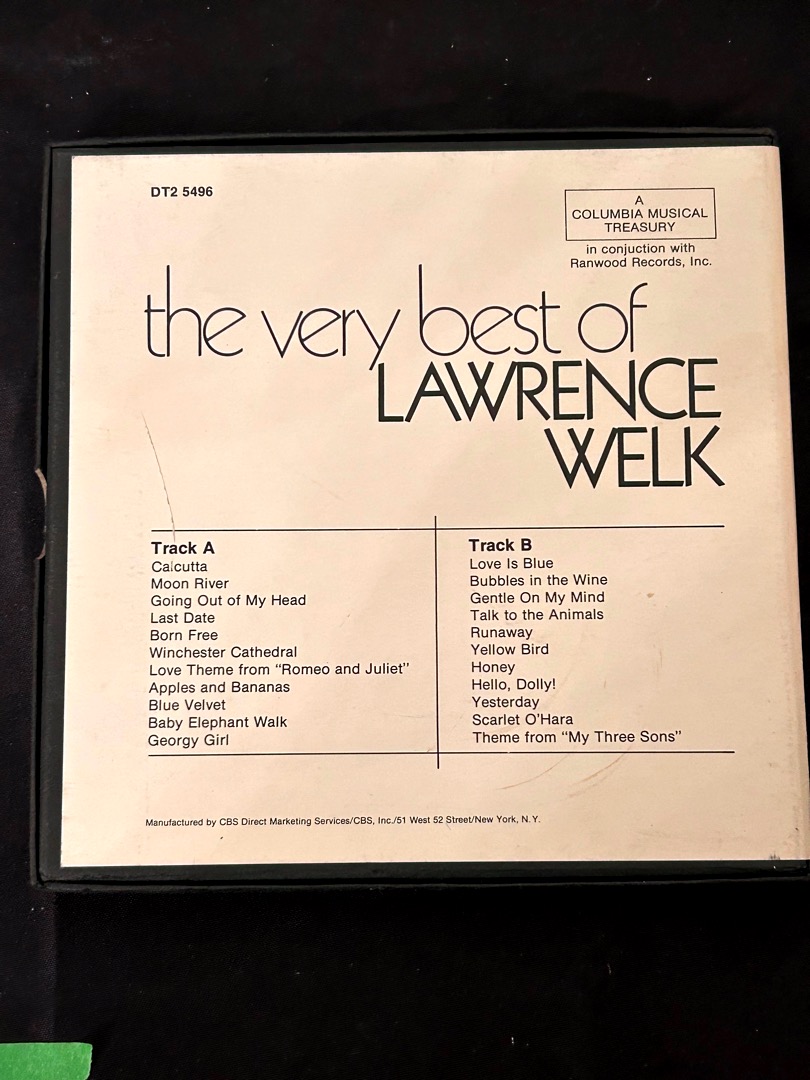 DT2 5496
A
COLUMBIA MUSICAL
TREASURY
in conjuction with
Ranwood Records, Inc.
the very best of
LAWRENCE
WELK
Track A
Calcutta
Moon River
Going Out of My Head
Last Date
Born Free
Winchester Cathedral
Love Theme from “Romeo and Juliet”
Apples and Bananas
Blue Velvet
Baby Elephant Walk
Georgy Girl
Track B
Love Is Blue
Bubbles in the Wine
Gentle On My Mind
Talk to the Animals
Runaway
Yellow Bird
Honey
Hello, Dolly!
Yesterday
Scarlet O'Hara
Theme from “My Three Sons”
Manufactured by CBS Direct Marketing Services/CBS, Inc./51 West 52 Street/New York, N.Y.